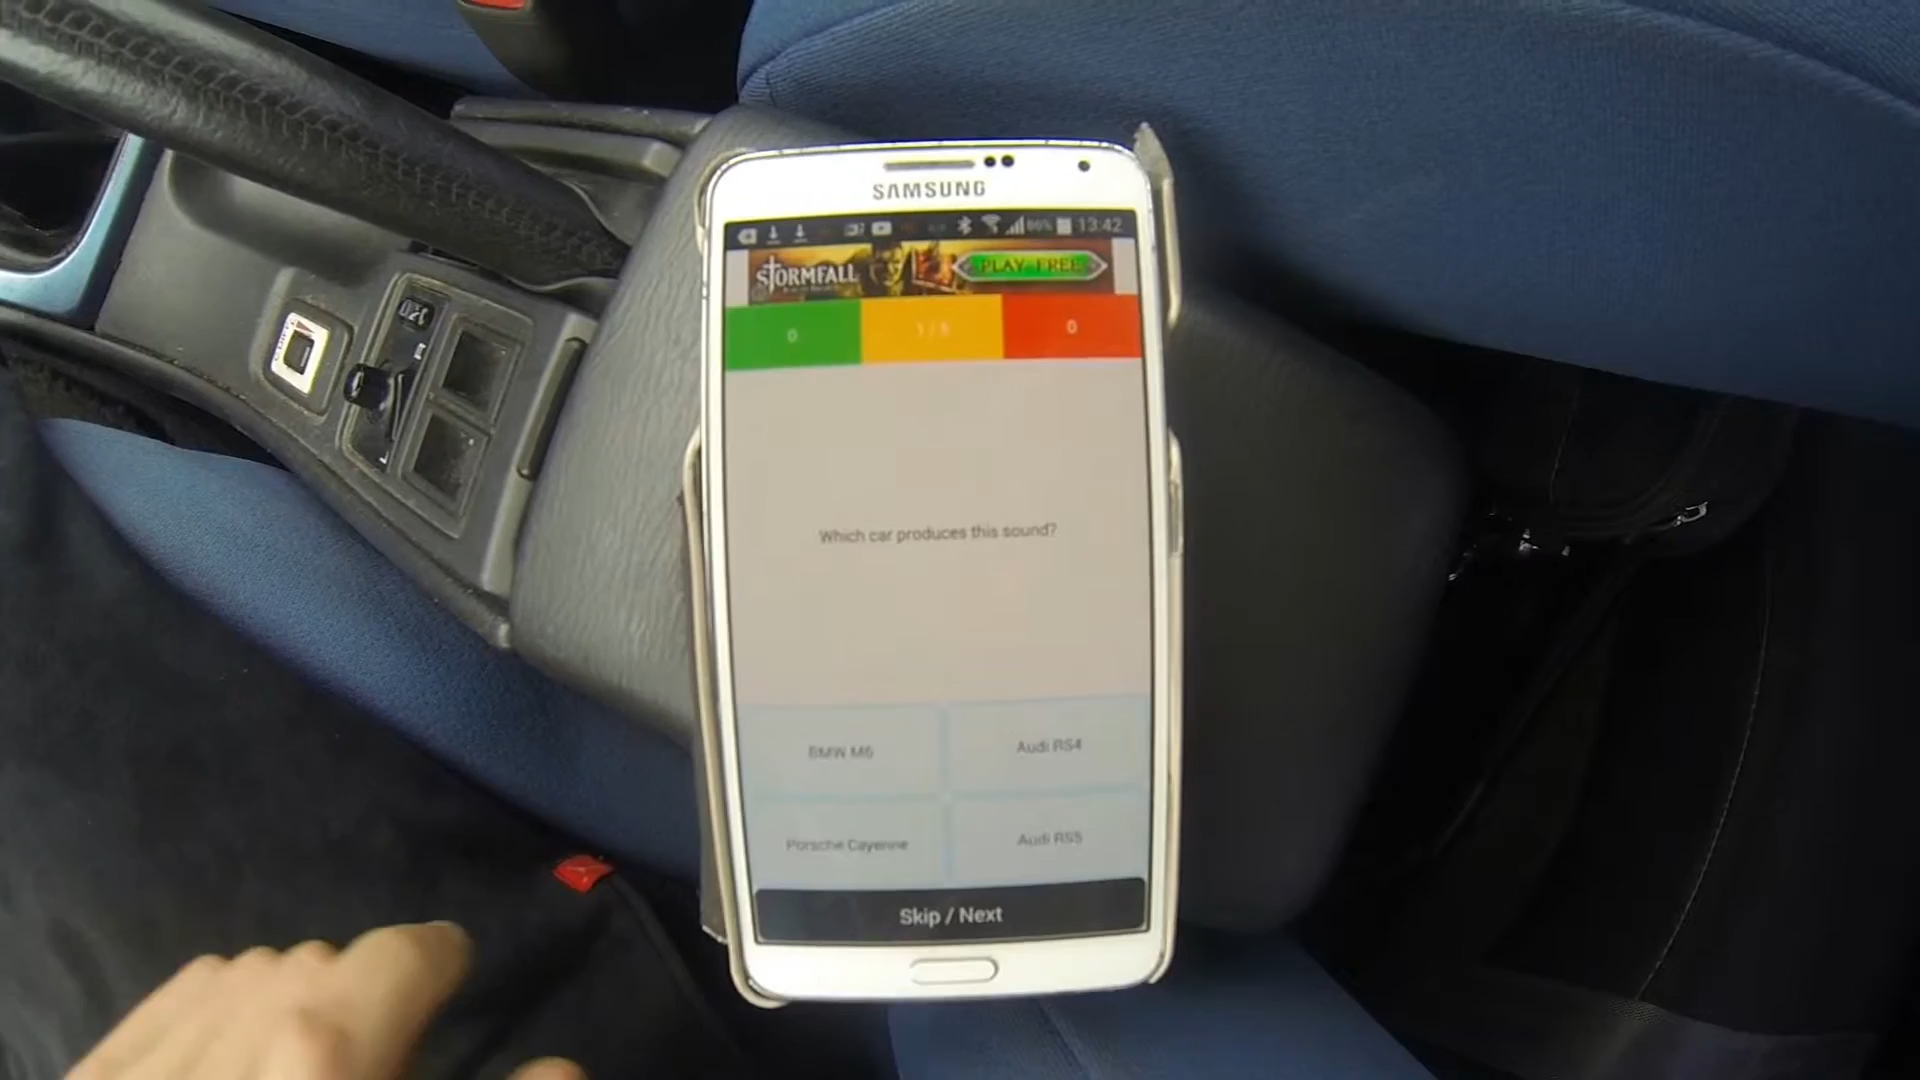 SAMSUNG
86% 13:42
STORMFALL
PLAY FREE
0
0
Which car produces this sound?
BMW M6
Audi RS4
Porsche Cayenne
Audi RS5
Skip / Next